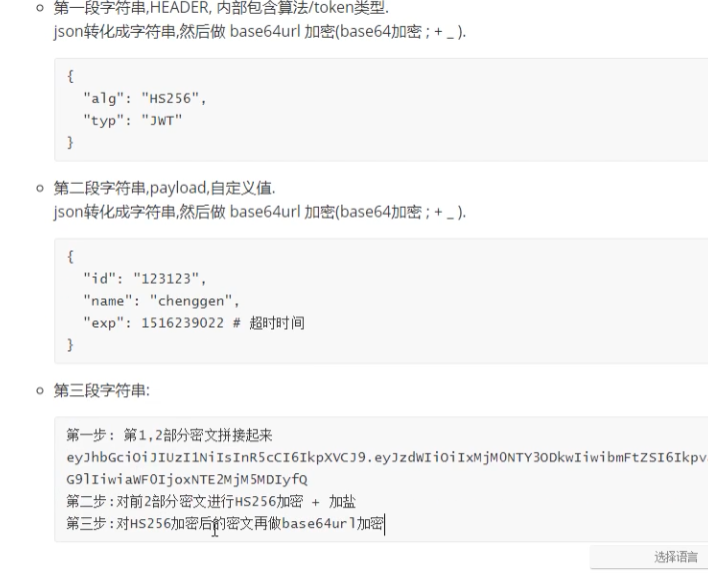 第一段字符串,HEADER, 内部包含算法/token类型.
json转化成字符串,然后做 base64url 加密(base64加密 ; + _ ).
{
"alg": "HS256",
"typ": "JWT"
}
第二段字符串,payload,自定义值.
json转化成字符串,然后做 base64url 加密(base64加密 ; + _ ).
{
"id": "123123",
"name": "chenggen",
"exp": 1516239022 # 超时时间
}
第三段字符串:
第一步: 第1,2部分密文拼接起来
eyJhbGciOiJIUzI1NiIsInR5cCI6IkpXVCJ9.eyJzdWIiOiIxMjM0NTY3ODkwIiwibmFtZSI6Ikpv
G9lIiwiaWF0IjoxNTE2MjM5MDIyfQ
第二步:对前2部分密文进行HS256加密 + 加盐
第三步:对HS256加密后的密文再做base64url加密
选择语言